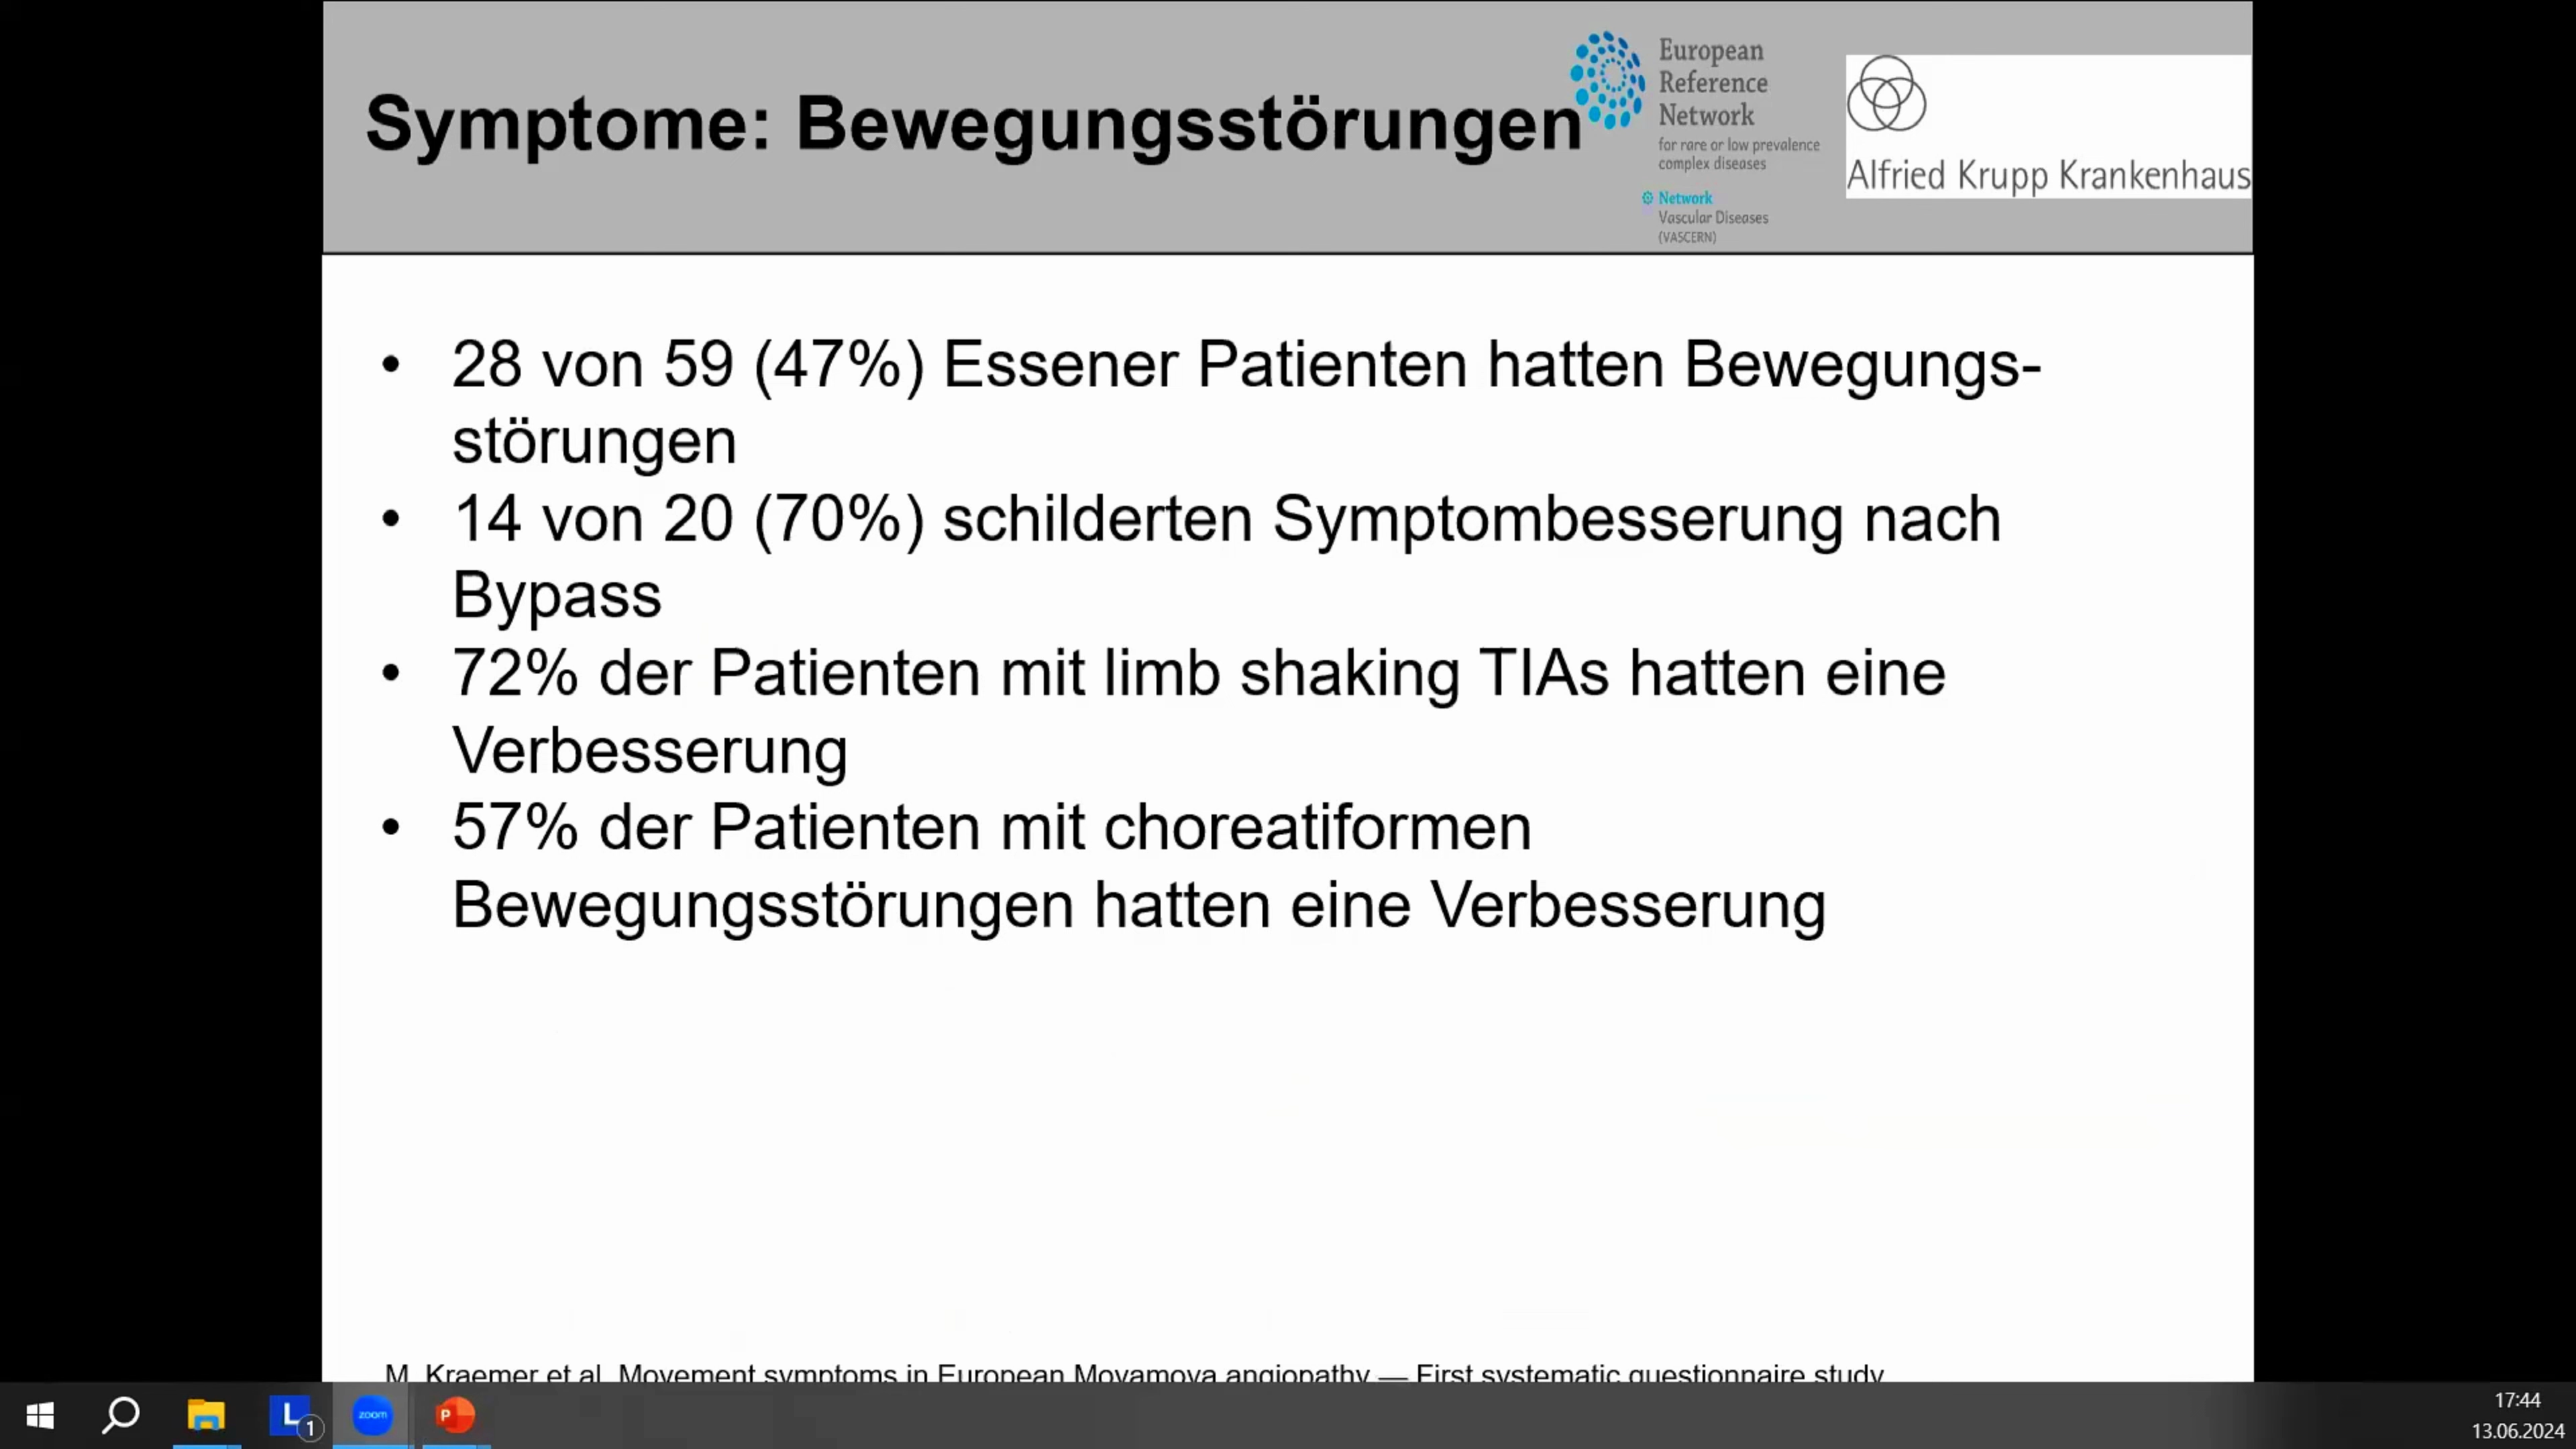 Symptome: Bewegungsstörungen
European
Reference
Network
for rare or low prevalence
complex diseases
Network
Vascular Diseases
(VASCERN)
Alfried Krupp Krankenhaus
• 28 von 59 (47%) Essener Patienten hatten Bewegungs-
störungen
• 14 von 20 (70%) schilderten Symptombesserung nach
Bypass
• 72% der Patienten mit limb shaking TIAs hatten eine
Verbesserung
• 57% der Patienten mit choreatiformen
Bewegungsstörungen hatten eine Verbesserung
M. Kraemer et al. Movement symptoms in European Moyamoya angiopathy — First systematic questionnaire study
L
1
zoom
P
17:44
13.06.2024